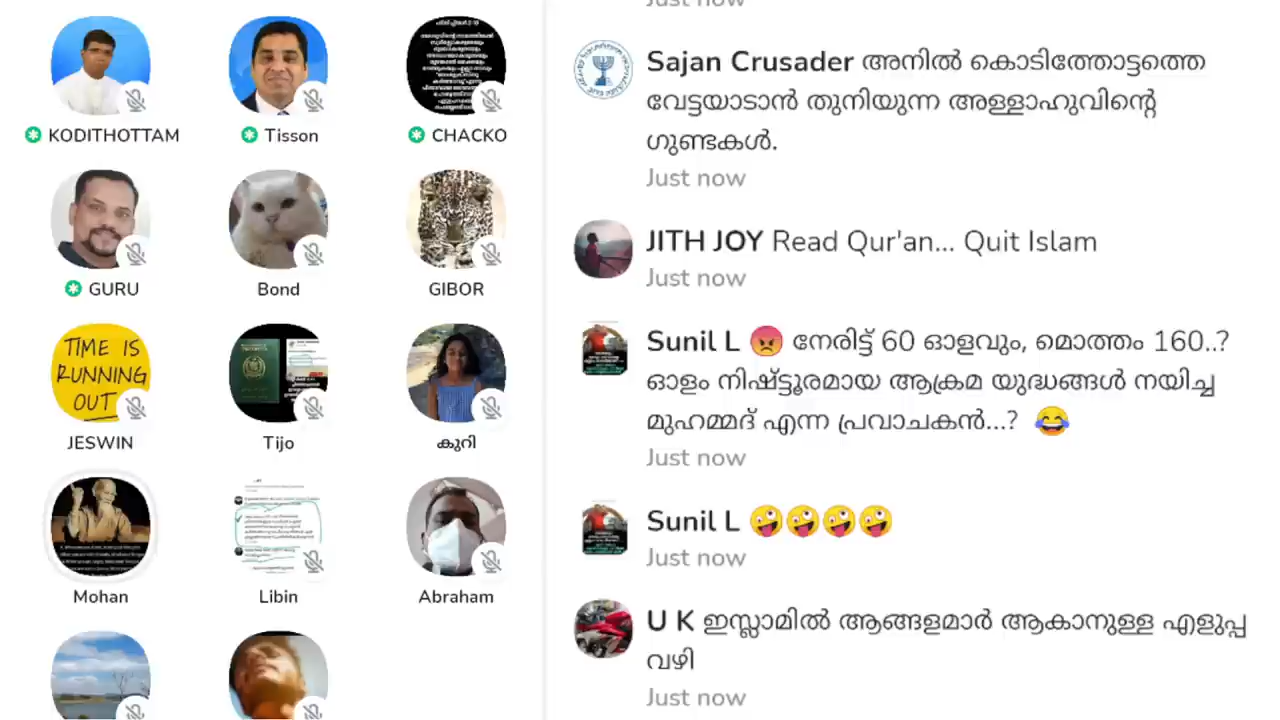 KODITHOTTAM
Tisson
CHACKO
GURU
Bond
GIBOR
TIME IS
RUNNING
OUT
JESWIN
Tijo
കുറി
Mohan
Libin
Abraham
Just now
Sajan Crusader അനിൽ കൊടിത്തോട്ടത്തെ
വേട്ടയാടാൻ തുനിയുന്ന അള്ളാഹുവിന്റെ
ഗുണ്ടകൾ.
Just now
JITH JOY Read Qur'an... Quit Islam
Just now
Sunil L 😡 നേരിട്ട് 60 ഓളവും, മൊത്തം 160..?
ഓളം നിഷ്ട്ടൂരമായ ആക്രമ യുദ്ധങ്ങൾ നയിച്ച
മുഹമ്മദ് എന്ന പ്രവാചകൻ...? 😂
Just now
Sunil L 🤪🤪🤪🤪
Just now
U K ഇസ്ലാമിൽ ആങ്ങളമാർ ആകാനുള്ള എളുപ്പ
വഴി
Just now